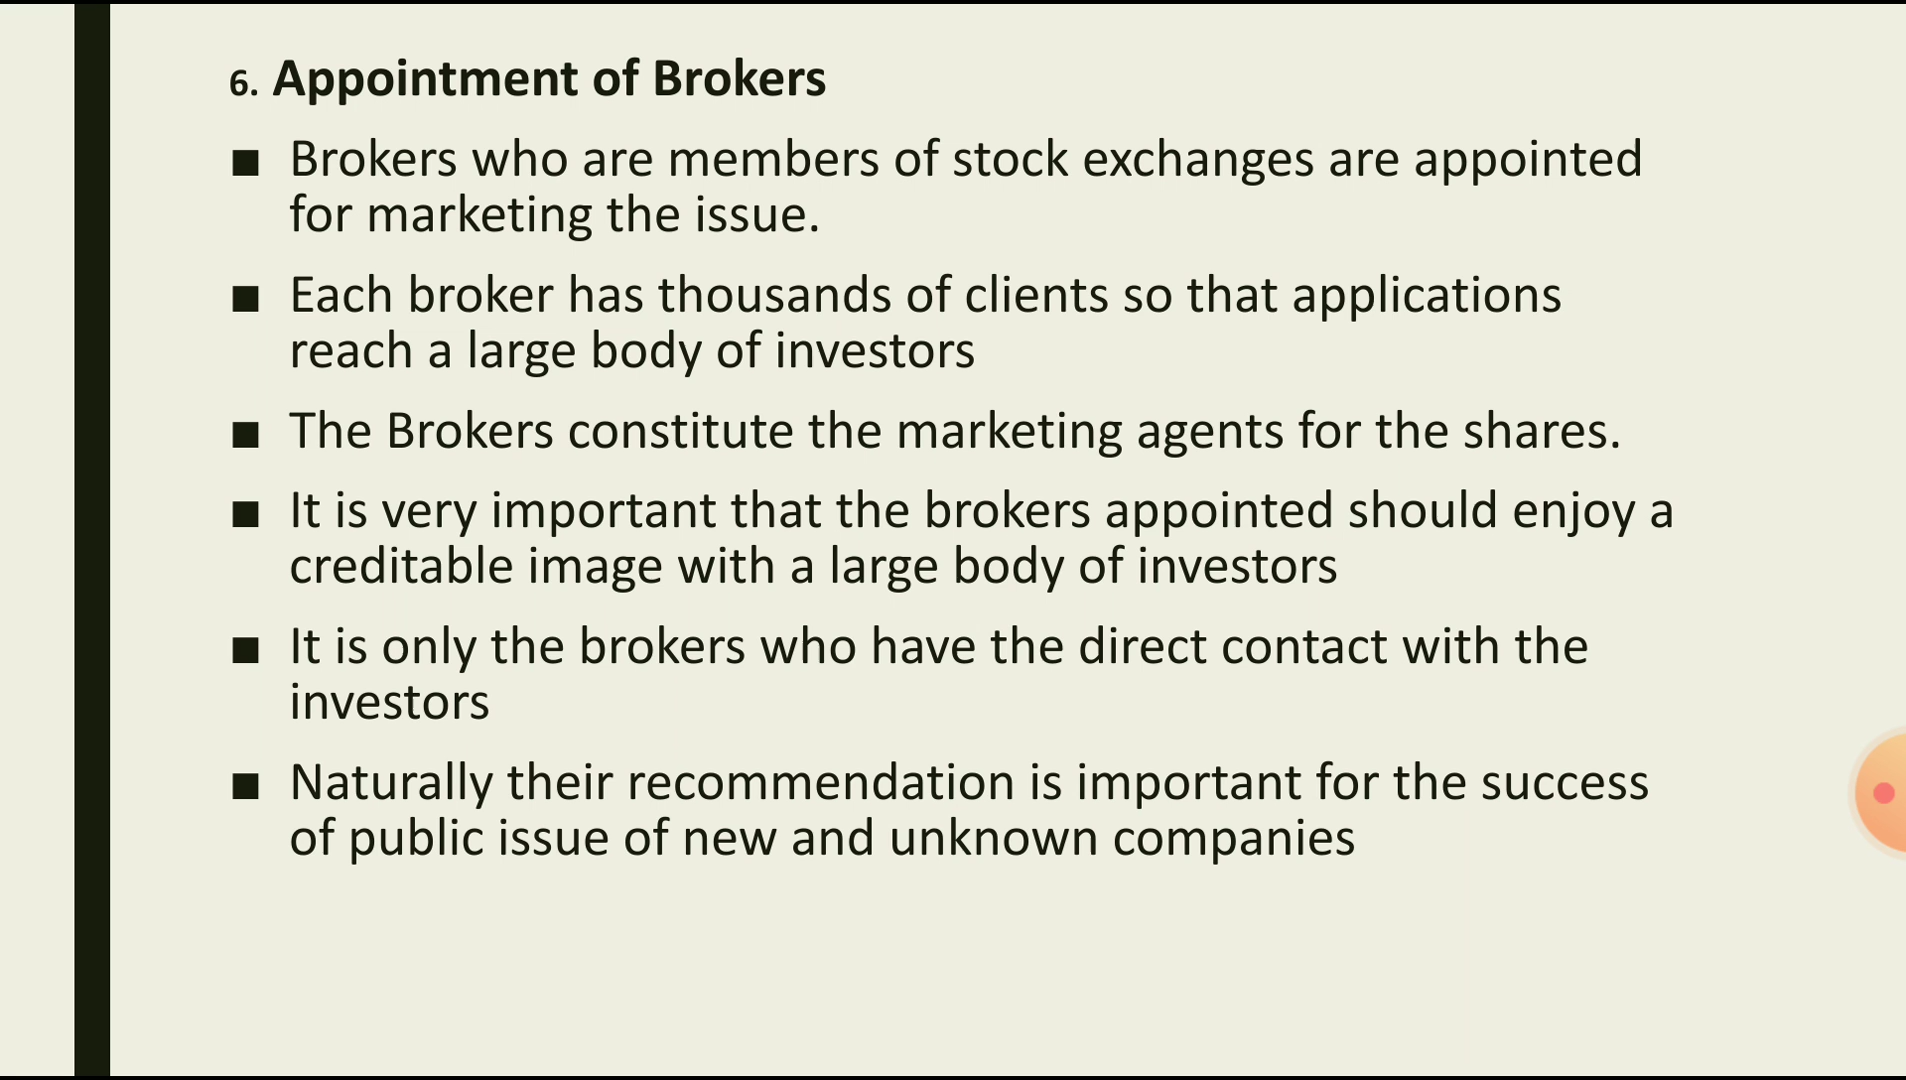 6. Appointment of Brokers
■ Brokers who are members of stock exchanges are appointed
for marketing the issue.
■ Each broker has thousands of clients so that applications
reach a large body of investors
■ The Brokers constitute the marketing agents for the shares.
■ It is very important that the brokers appointed should enjoy a
creditable image with a large body of investors
■ It is only the brokers who have the direct contact with the
investors
■ Naturally their recommendation is important for the success
of public issue of new and unknown companies